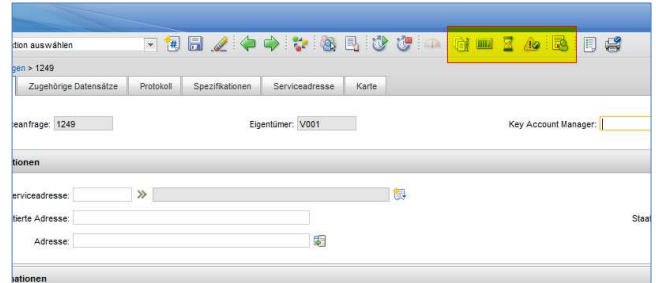 tion auswählen
gen > 1249
Zugehörige Datensätze Protokoll Spezifikationen Serviceadresse Karte
eanfrage: 1249 Eigentümer: V001 Key Account Manager:
tionen
erviceadresse:
tierte Adresse: Staat
Adresse:
ationen